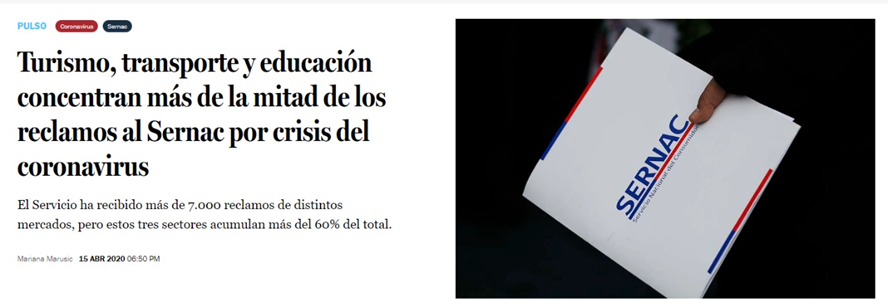 PULSO Coronavirus Sernac
Turismo, transporte y educación
concentran más de la mitad de los
reclamos al Sernac por crisis del
coronavirus
El Servicio ha recibido más de 7.000 reclamos de distintos
mercados, pero estos tres sectores acumulan más del 60% del total.
Mariana Marusic 15 ABR 2020 06:50 PM
SERNAC
Servicio Nacional del Consumidor